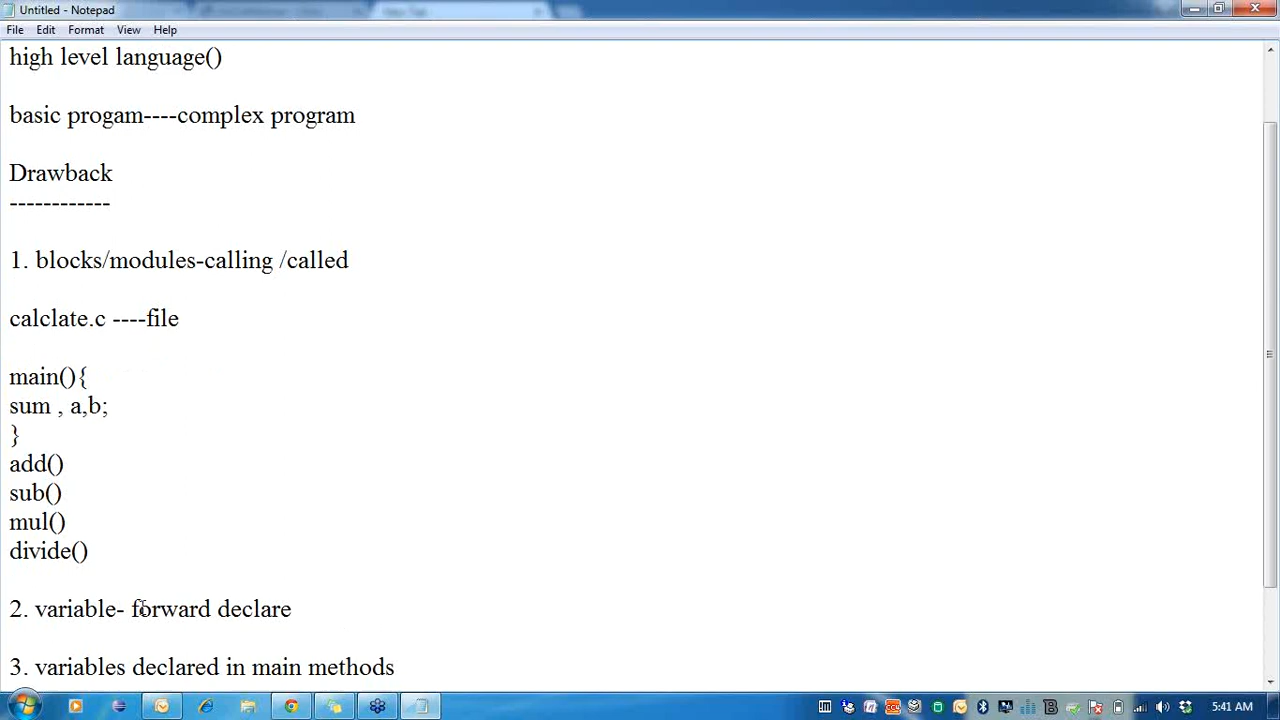 Untitled - Notepad
File Edit Format View Help
high level language()
basic progam----complex program
Drawback
------------
1. blocks/modules-calling /called
calclate.c ----file
main(){
sum , a,b;
}
add()
sub()
mul()
divide()
2. variable- forward declare
3. variables declared in main methods
5:41 AM